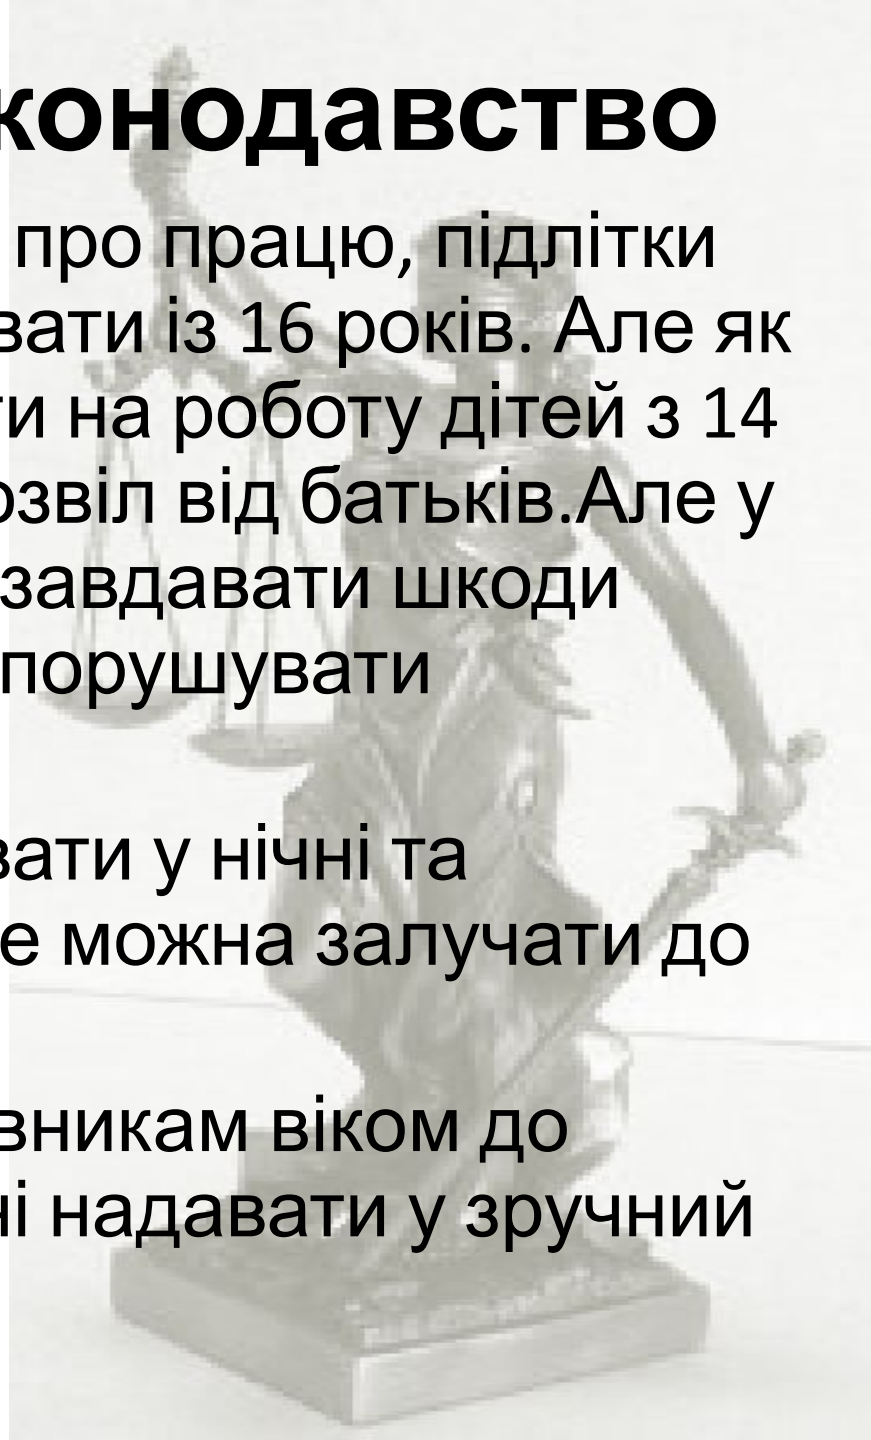 конодавство
про працю, підлітки
вати із 16 років. Але як
ти на роботу дітей з 14
озвіл від батьків.Але у
завдавати шкоди
порушувати
вати у нічні та
е можна залучати до
вникам віком до
ні надавати у зручний